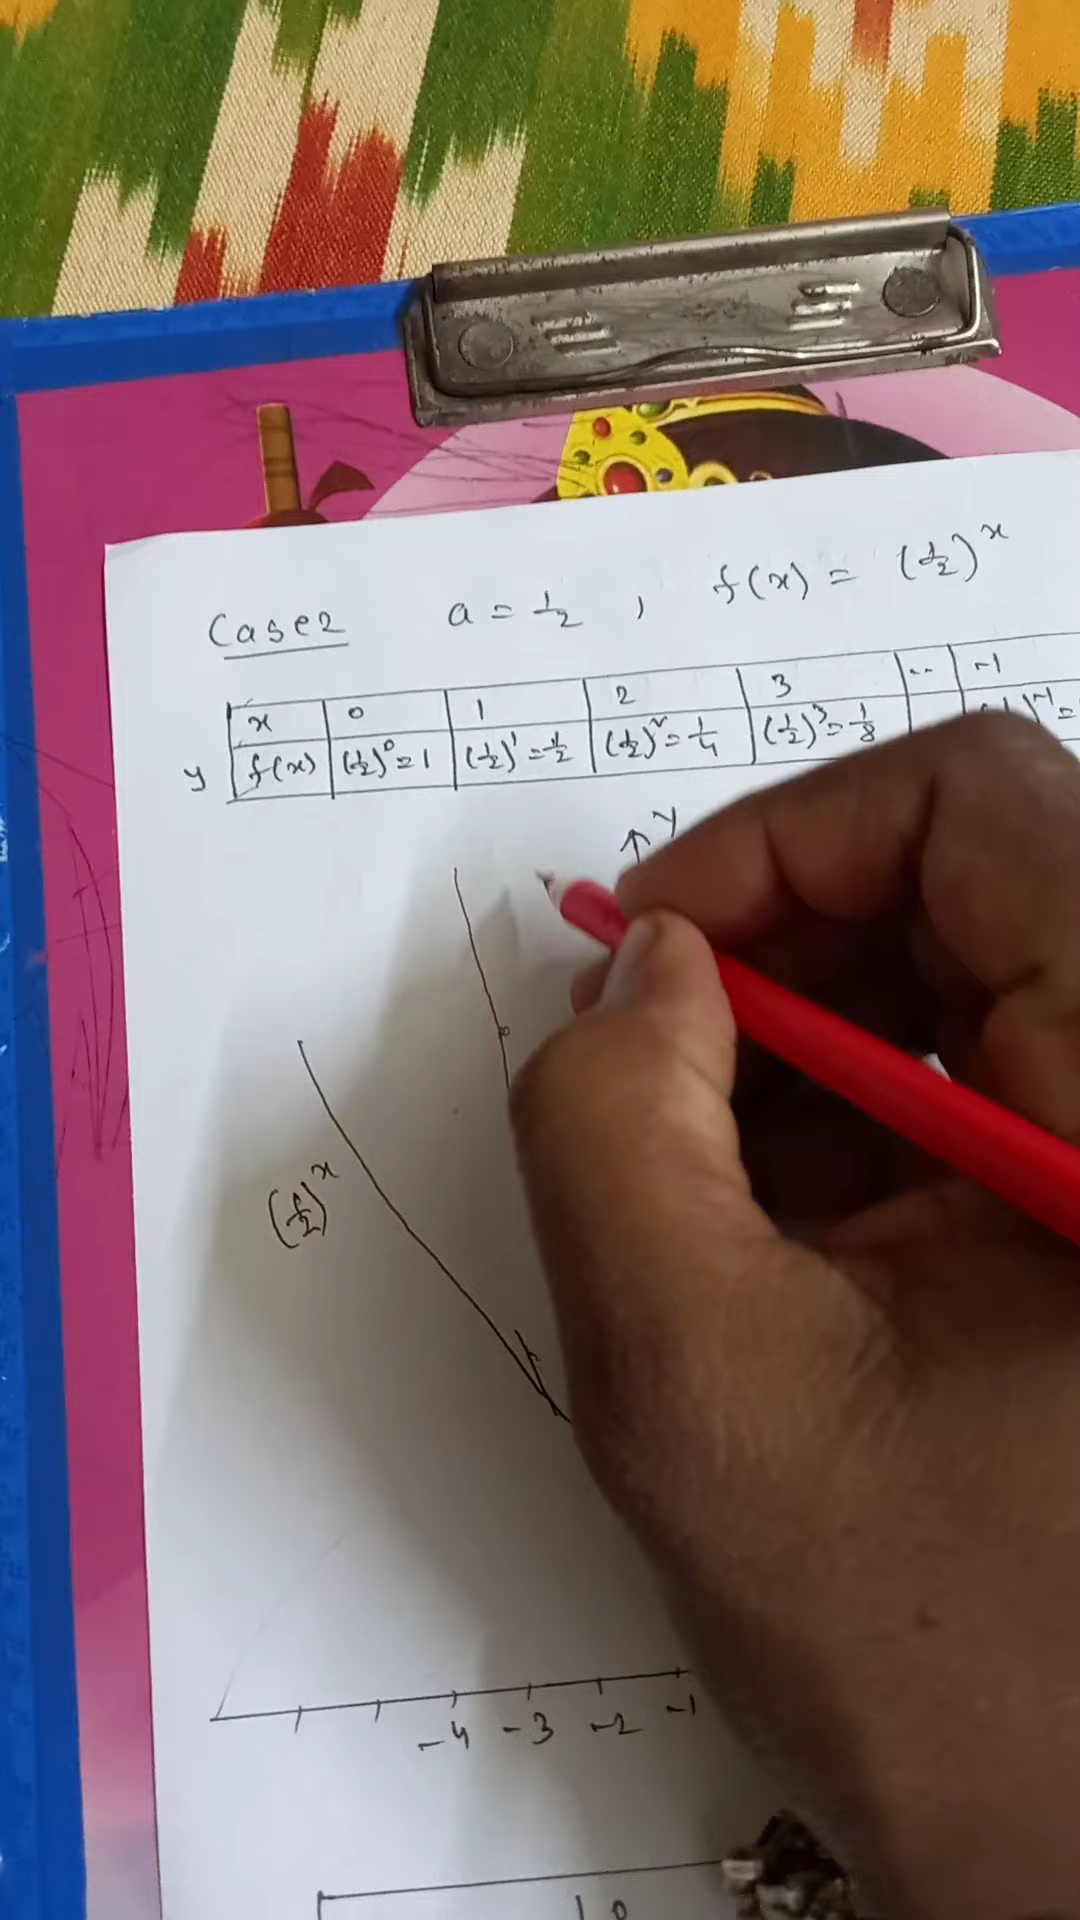 Case2 a = 1/2 , f(x) = (1/2)^x
x 0 1 2 3 .. -1
y f(x) (1/2)^0 = 1 (1/2)^1 = 1/2 (1/2)^2 = 1/4 (1/2)^3 = 1/8
y
(1/2)^x
-4 -3 -2 -1